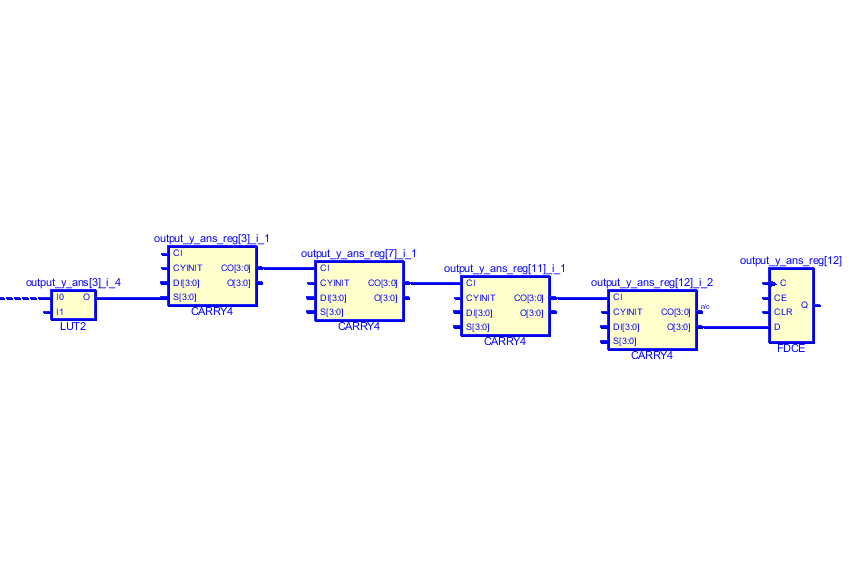 output_y_ans[3]_i_4
I0
O
I1
LUT2
output_y_ans_reg[3]_i_1
CI
CYINIT
CO[3:0]
DI[3:0]
O[3:0]
S[3:0]
CARRY4
output_y_ans_reg[7]_i_1
CI
CYINIT
CO[3:0]
DI[3:0]
O[3:0]
S[3:0]
CARRY4
output_y_ans_reg[11]_i_1
CI
CYINIT
CO[3:0]
DI[3:0]
O[3:0]
S[3:0]
CARRY4
output_y_ans_reg[12]_i_2
CI
CYINIT
CO[3:0]
n/c
DI[3:0]
O[3:0]
S[3:0]
CARRY4
output_y_ans_reg[12]
C
CE
CLR
Q
D
FDCE